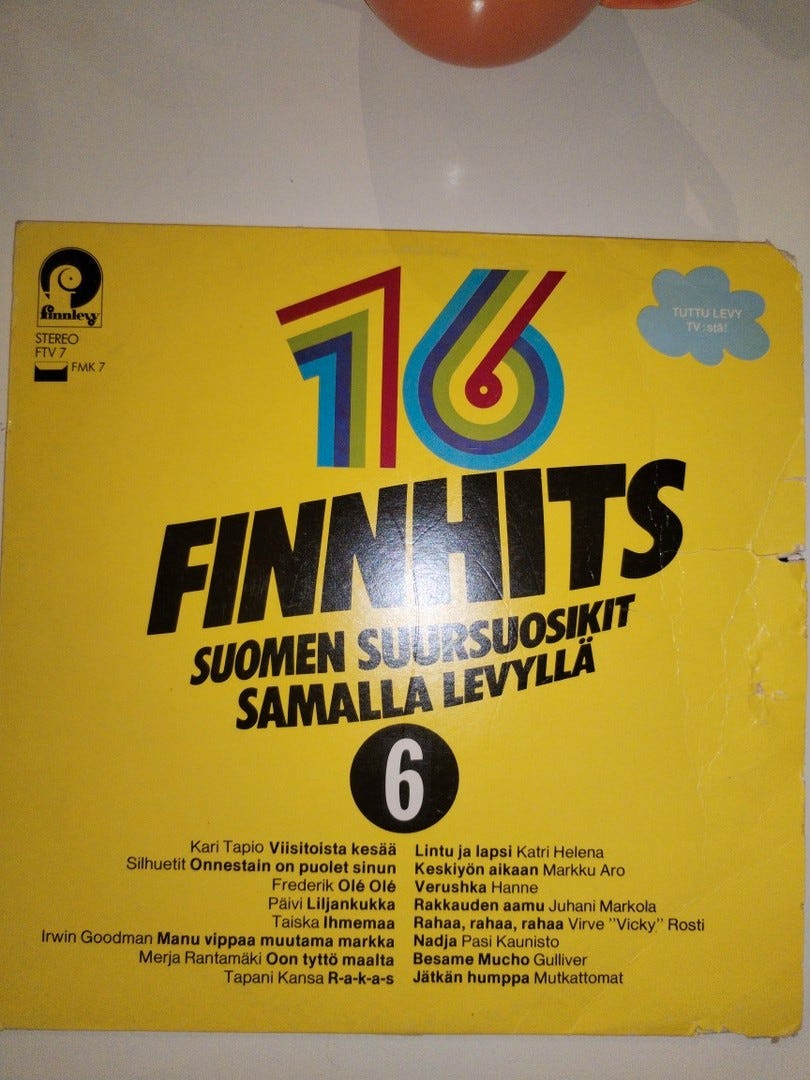 finnlevy
STEREO
FTV 7
FMK 7
16
TUTTU LEVY
TV:stä!
FINNHITS
SUOMEN SUURSUOSIKIT
SAMALLA LEVYLLÄ
6
Kari Tapio Viisitoista kesää
Silhuetit Onnestain on puolet sinun
Frederik Olé Olé
Päivi Liljankukka
Taiska Ihmemaa
Irwin Goodman Manu vippaa muutama markka
Merja Rantamäki Oon tyttö maalta
Tapani Kansa R-a-k-a-s
Lintu ja lapsi Katri Helena
Keskiyön aikaan Markku Aro
Verushka Hanne
Rakkauden aamu Juhani Markola
Rahaa, rahaa, rahaa Virve "Vicky" Rosti
Nadja Pasi Kaunisto
Besame Mucho Gulliver
Jätkän humppa Mutkattomat